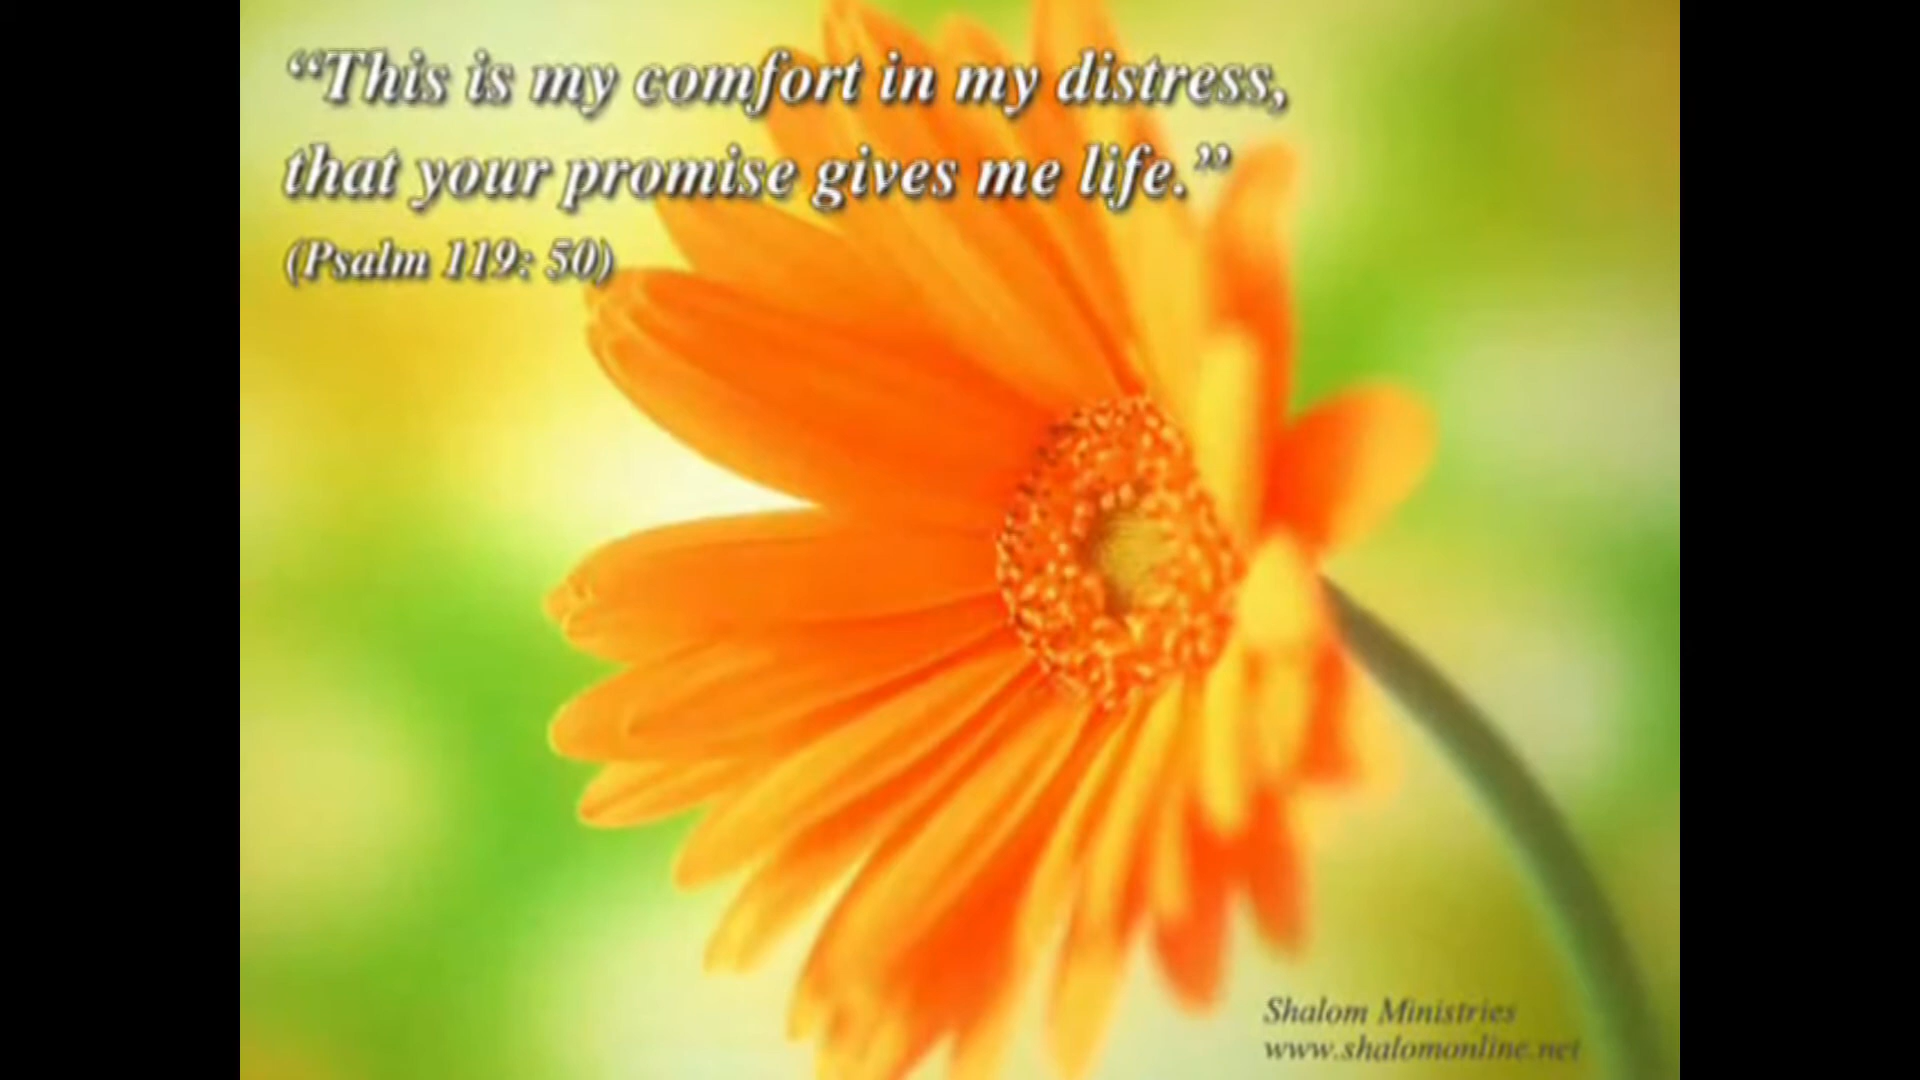 “This is my comfort in my distress,
that your promise gives me life.”
(Psalm 119: 50)
Shalom Ministries
www.shalomonline.net